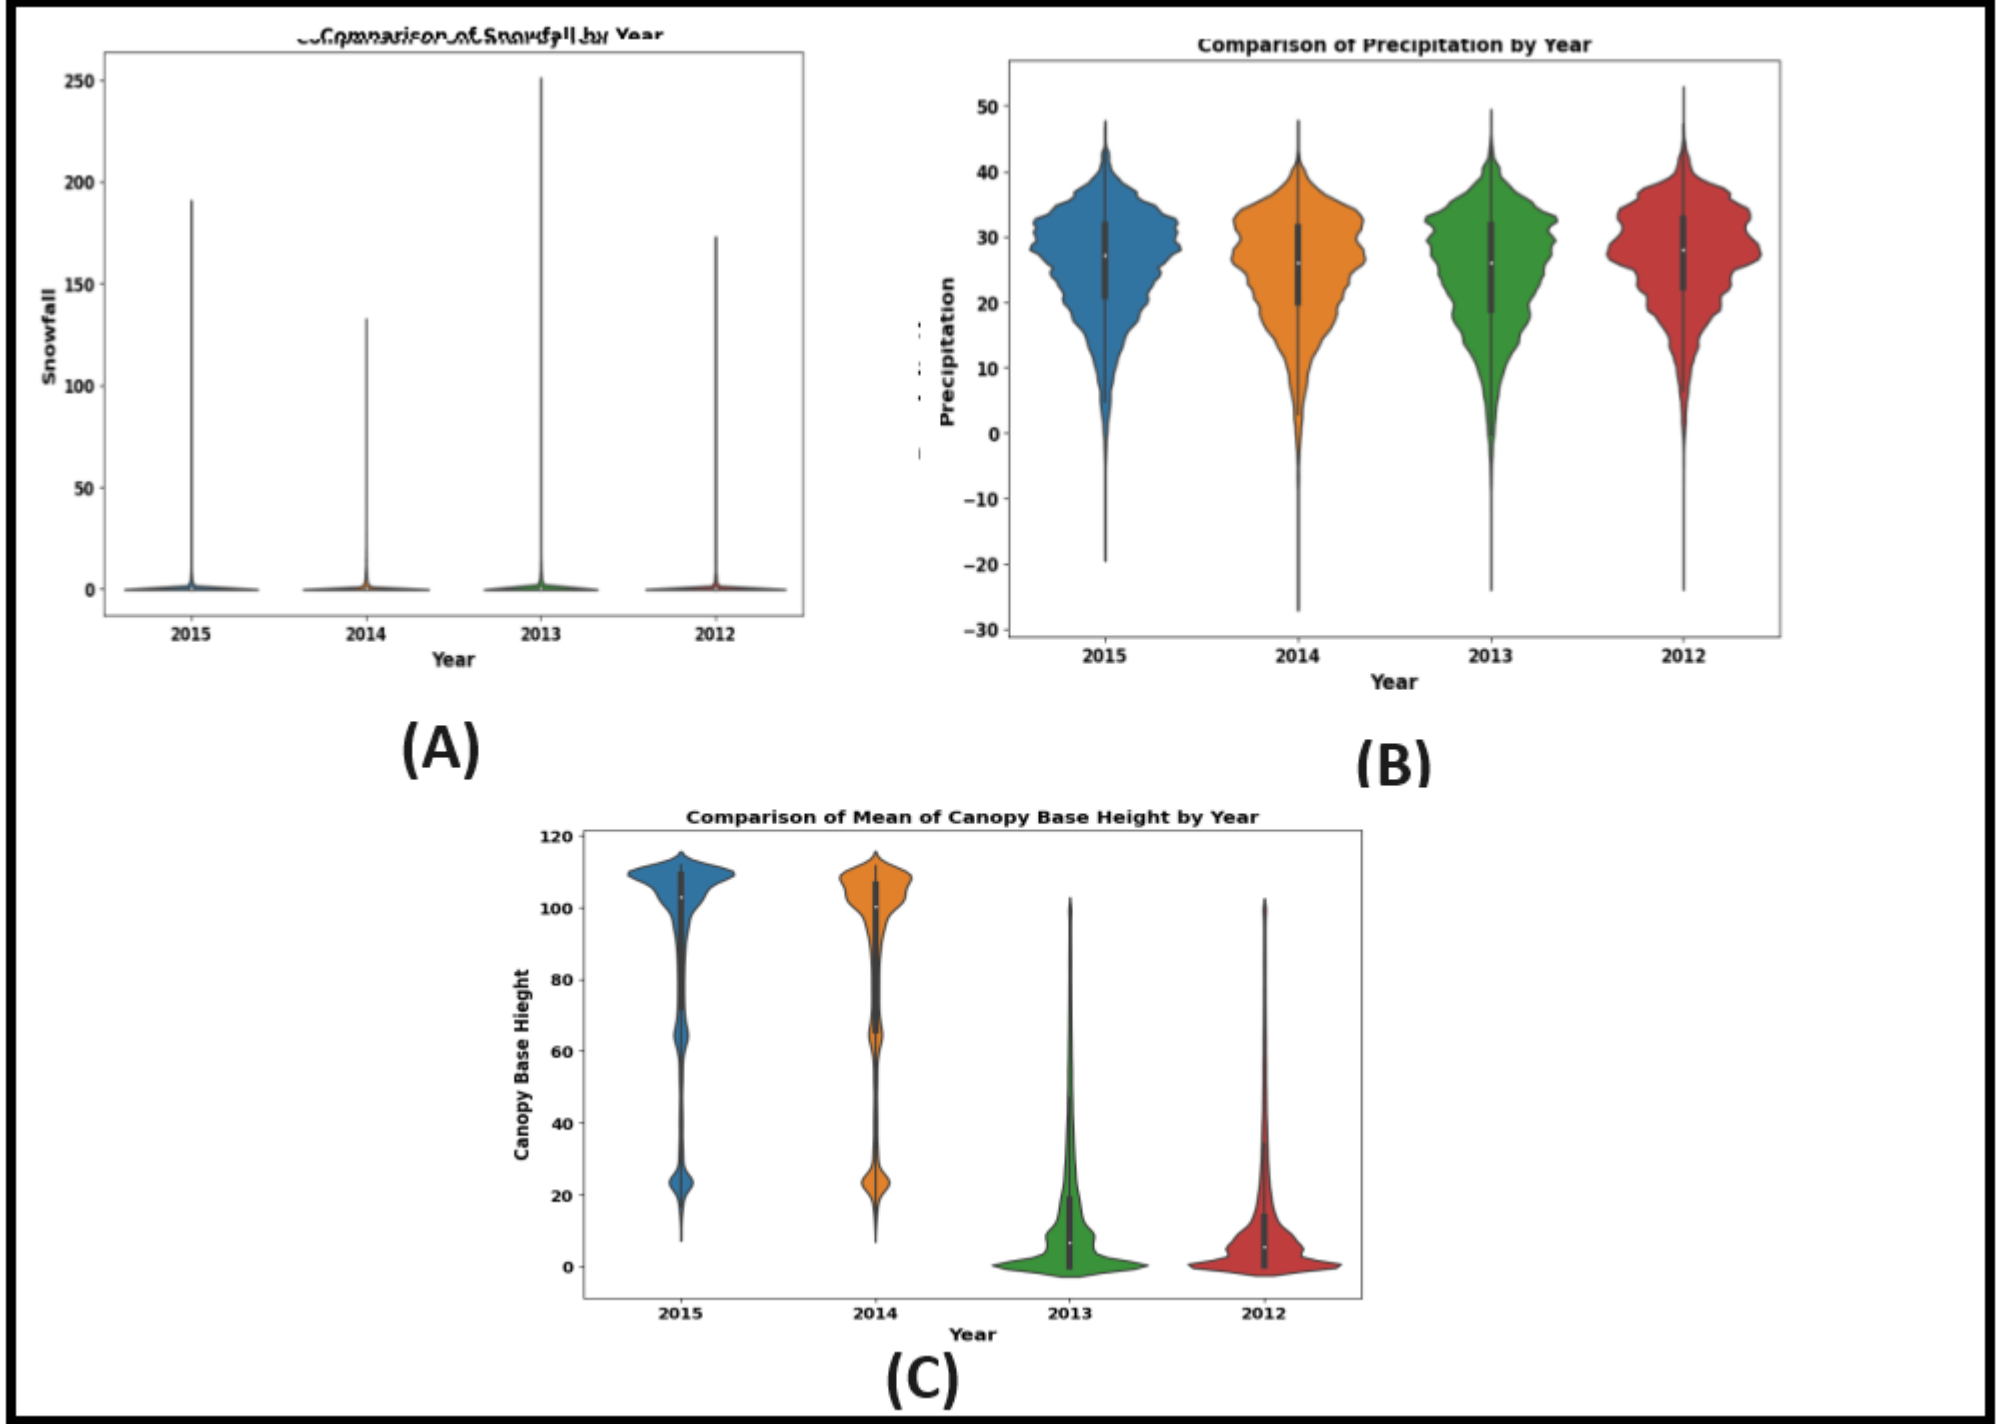 Comparison of Snowfall by Year
250
200
150
100
50
0
Snowfall
2015 2014 2013 2012
Year
(A)
Comparison of Precipitation by Year
50
40
30
20
10
0
−10
−20
−30
Precipitation
2015 2014 2013 2012
Year
(B)
Comparison of Mean of Canopy Base Height by Year
120
100
80
60
40
20
0
Canopy Base Hieght
2015 2014 2013 2012
Year
(C)